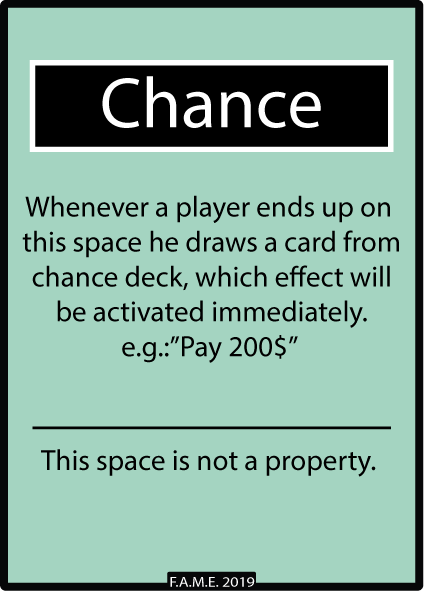 Chance
Whenever a player ends up on
this space he draws a card from
chance deck, which effect will
be activated immediately.
e.g.:”Pay 200$”
This space is not a property.
F.A.M.E. 2019